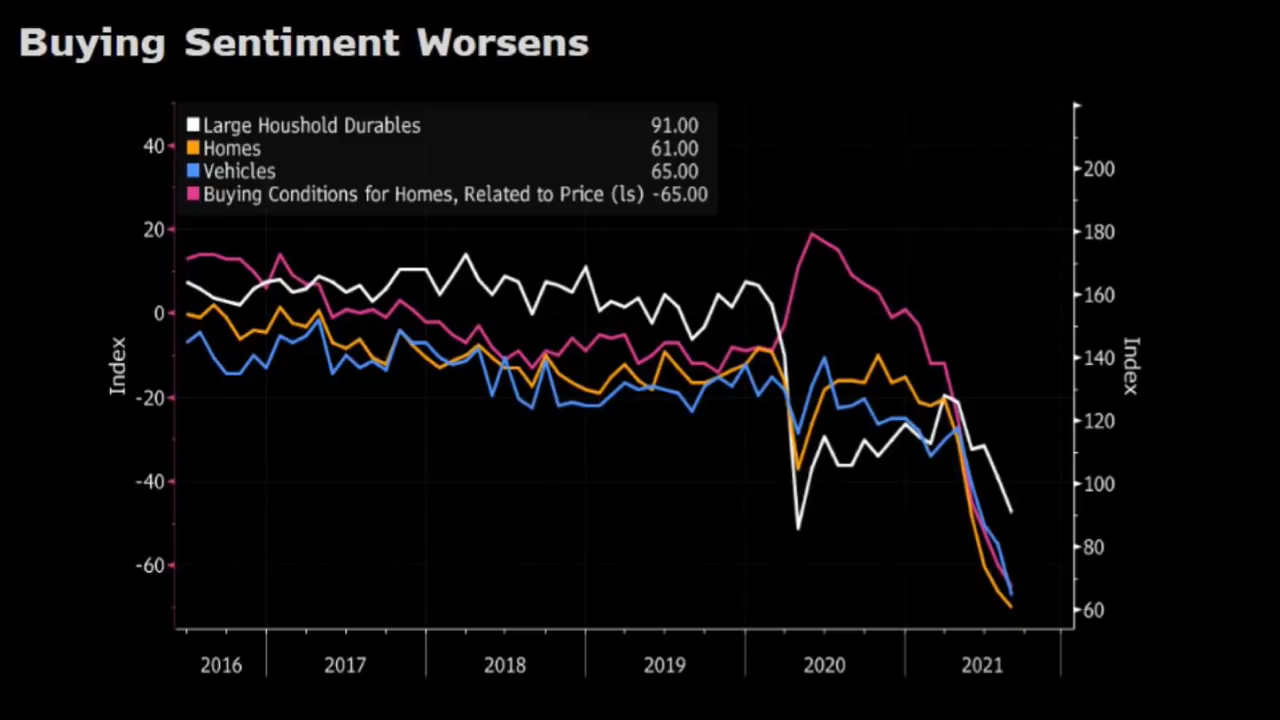 Buying Sentiment Worsens
Large Houshold Durables 91.00
Homes 61.00
Vehicles 65.00
Buying Conditions for Homes, Related to Price (ls) -65.00
40
20
0
-20
-40
-60
Index
200
180
160
140
120
100
80
60
Index
2016 2017 2018 2019 2020 2021